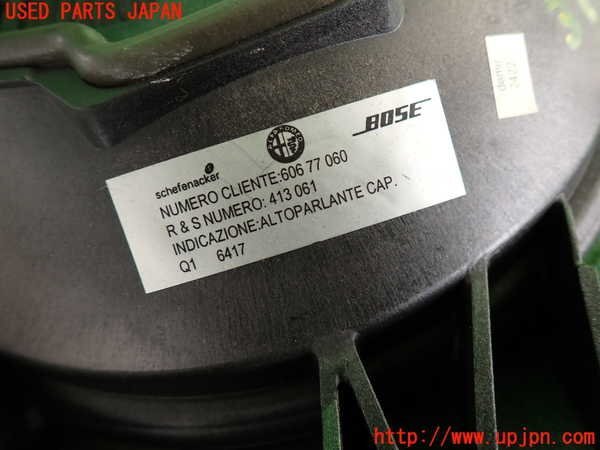 USED PARTS JAPAN
schefenacker
BOSE
NUMERO CLIENTE:606 77 060
R & S NUMERO: 413 061
INDICAZIONE:ALTOPARLANTE CAP.
Q1 6417
2422
http://www.upjpn.com/